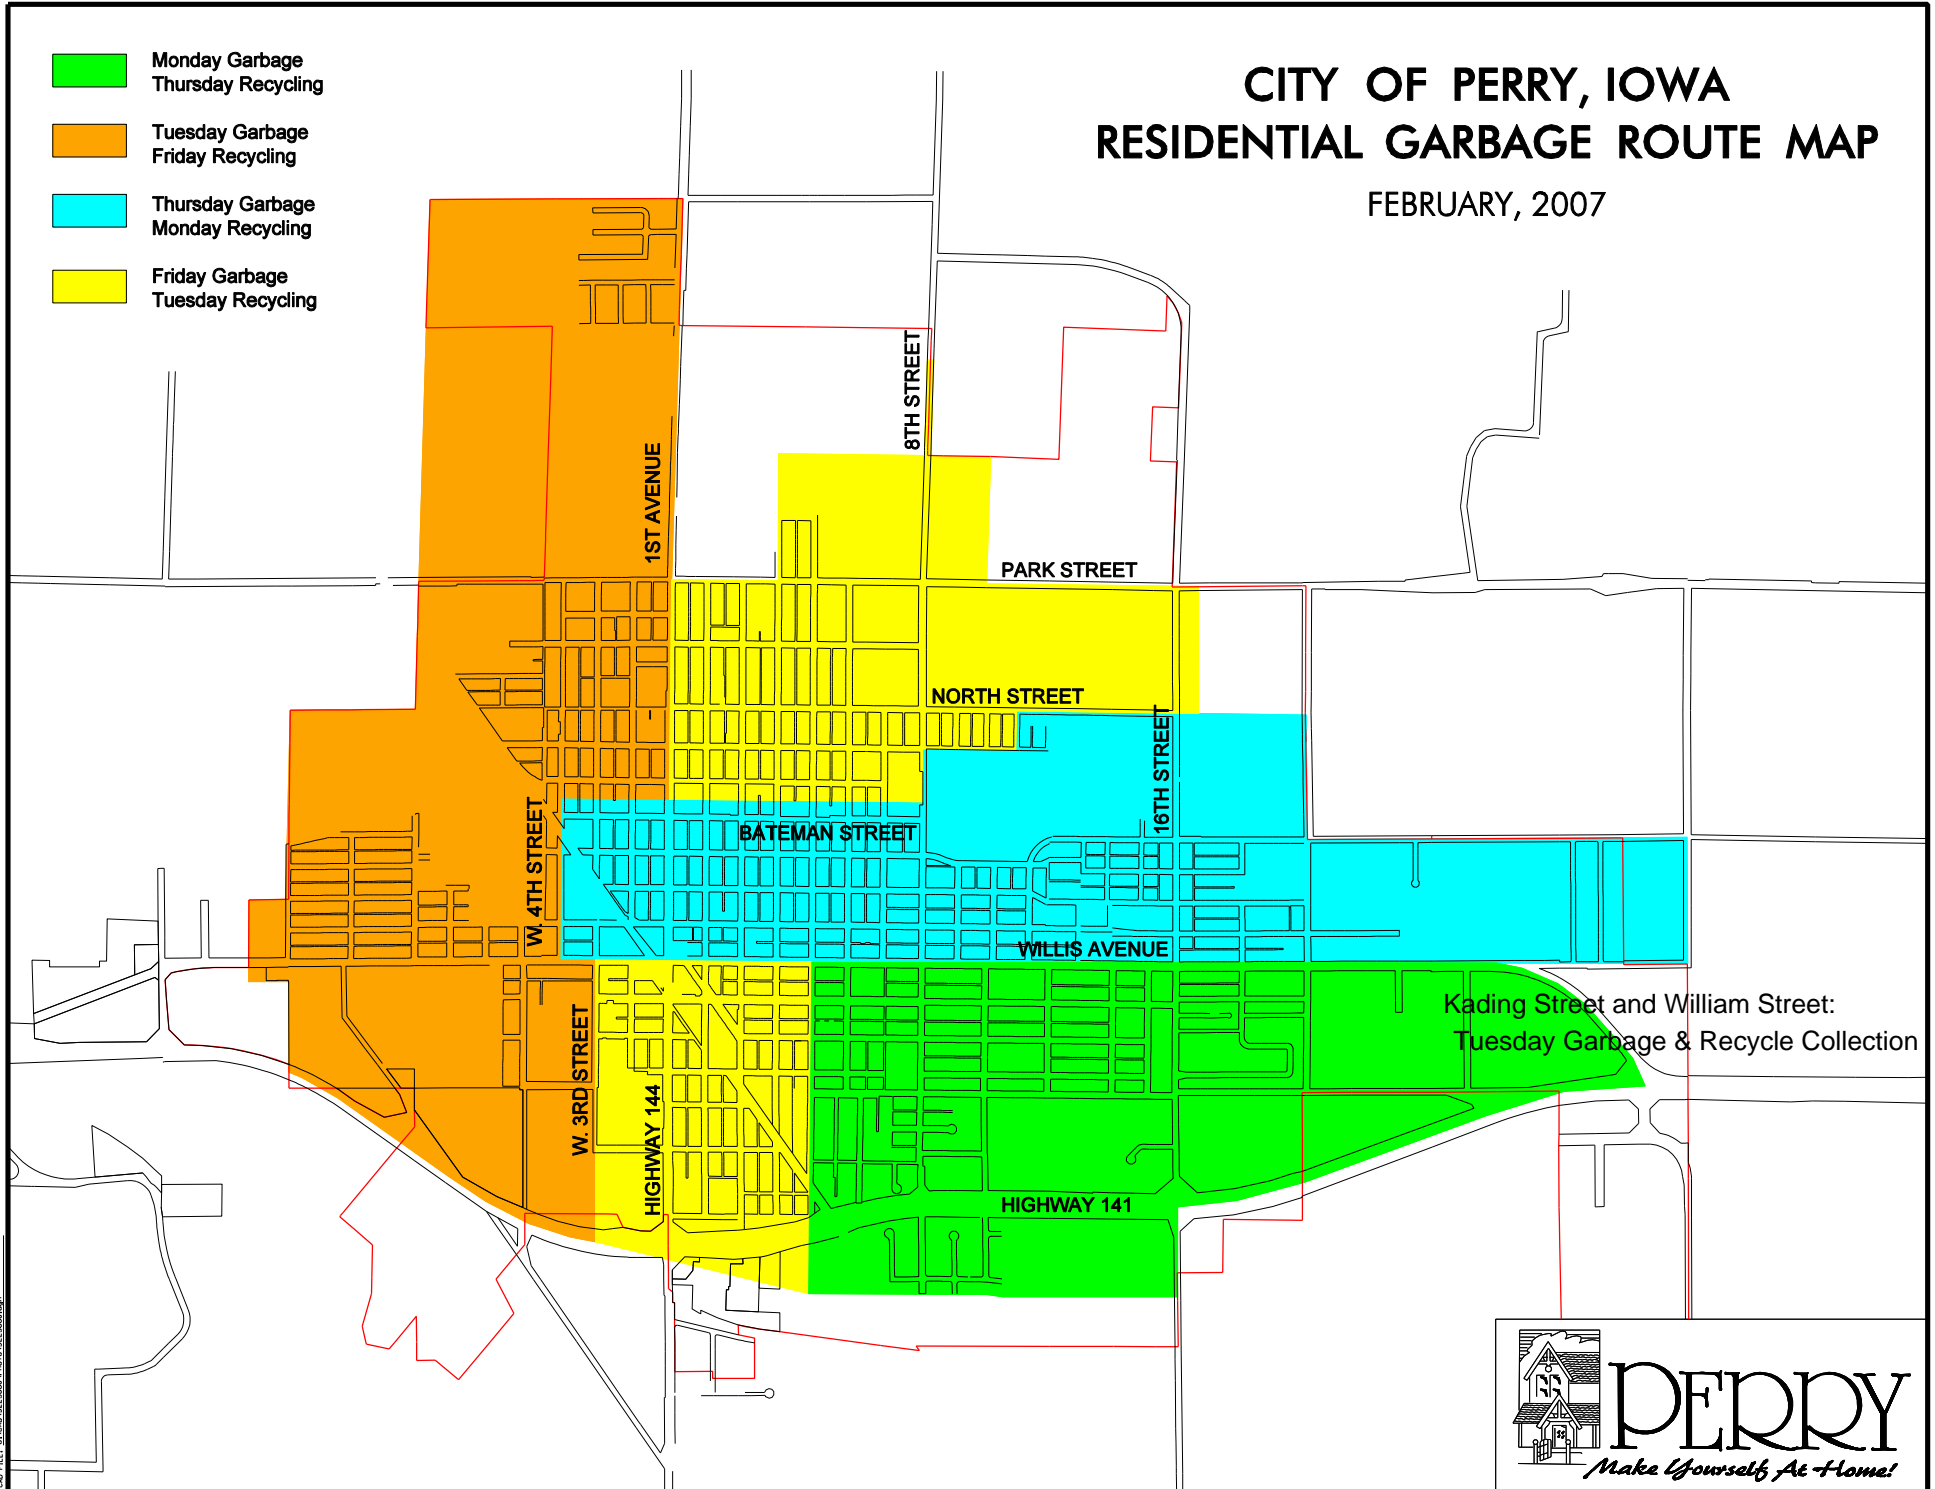 Monday Garbage
Thursday Recycling
Tuesday Garbage
Friday Recycling
Thursday Garbage
Monday Recycling
Friday Garbage
Tuesday Recycling
CITY OF PERRY, IOWA
RESIDENTIAL GARBAGE ROUTE MAP
FEBRUARY, 2007
8TH STREET
1ST AVENUE
PARK STREET
NORTH STREET
16TH STREET
W. 4TH STREET
BATEMAN STREET
WILLIS AVENUE
Kading Street and William Street:
Tuesday Garbage & Recycle Collection
W. 3RD STREET
HIGHWAY 144
HIGHWAY 141
PERRY
Make Yourself At Home!